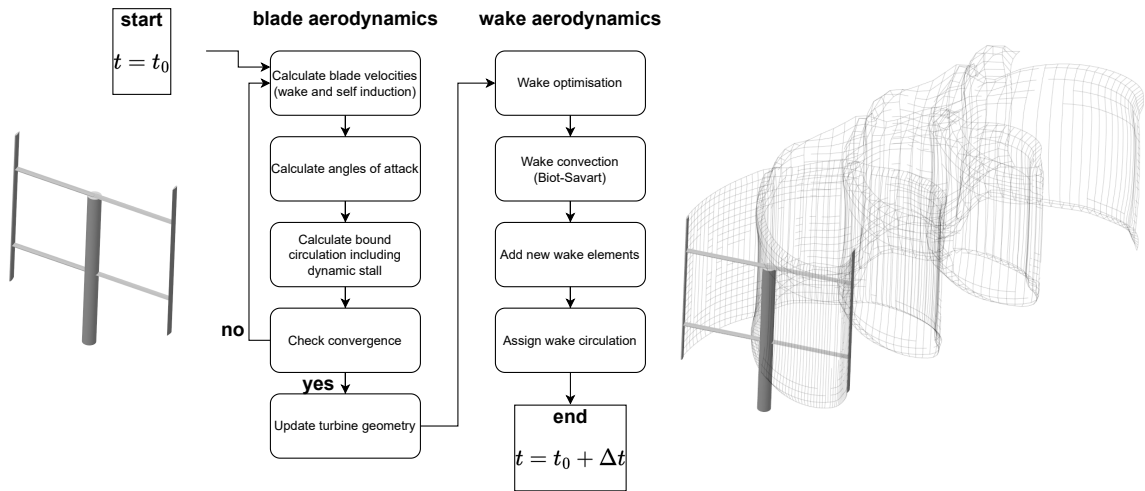 start
t = t₀
blade aerodynamics
Calculate blade velocities
(wake and self induction)
Calculate angles of attack
Calculate bound
circulation including
dynamic stall
no
Check convergence
yes
Update turbine geometry
wake aerodynamics
Wake optimisation
Wake convection
(Biot-Savart)
Add new wake elements
Assign wake circulation
end
t = t₀ + Δt